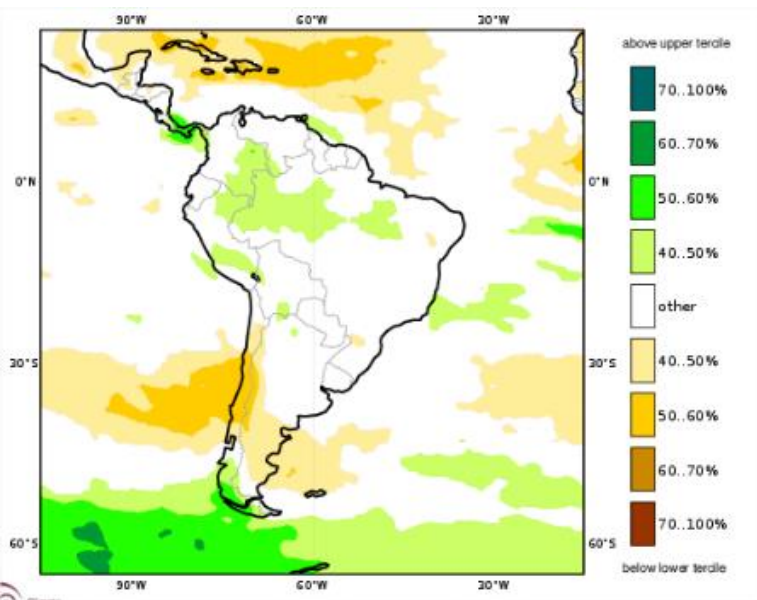 90°W 60°W 30°W
above upper tercile
70..100%
60..70%
0°N 0°N
50..60%
40..50%
other
30°S 30°S
40..50%
50..60%
60..70%
70..100%
60°S 60°S
below lower tercile
90°W 60°W 30°W